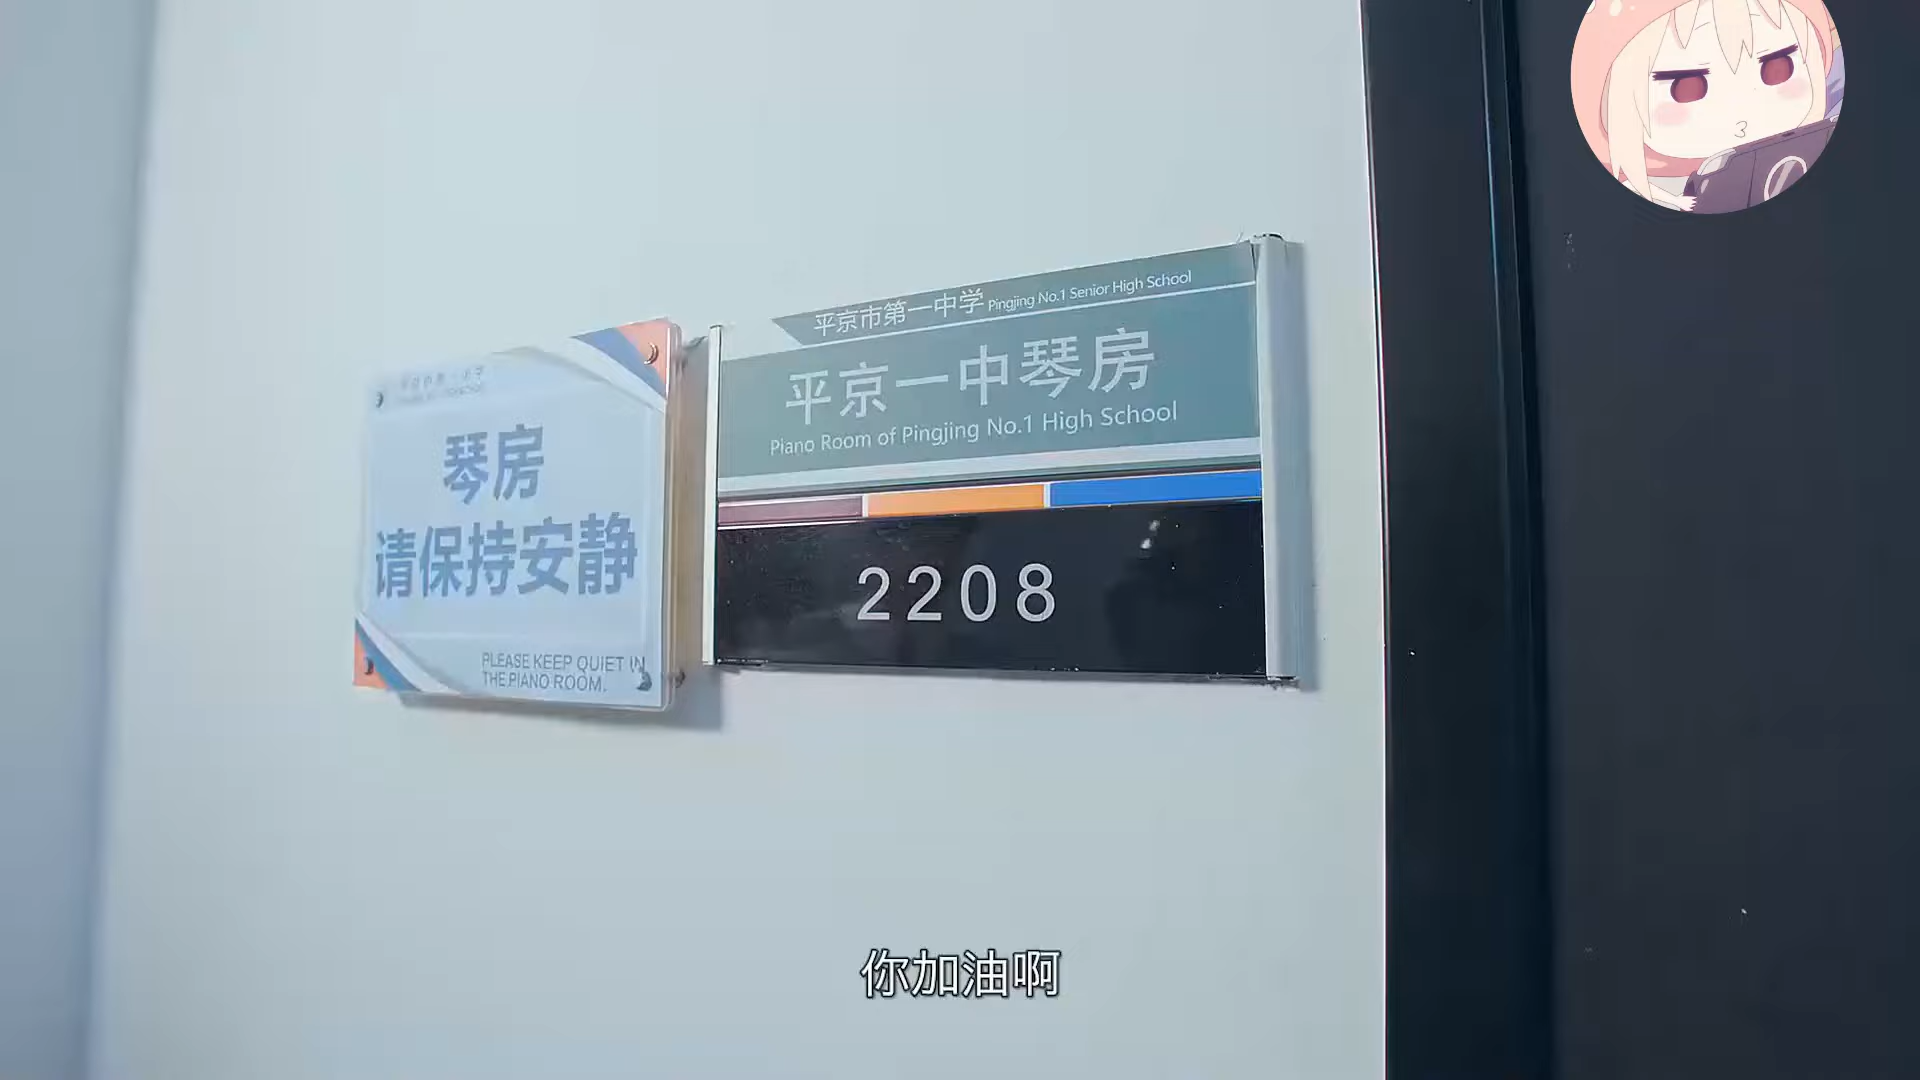 琴房
请保持安静
PLEASE KEEP QUIET IN
THE PIANO ROOM.
平京市第一中学 Pingjing No.1 Senior High School
平京一中琴房
Piano Room of Pingjing No.1 High School
2208
你加油啊